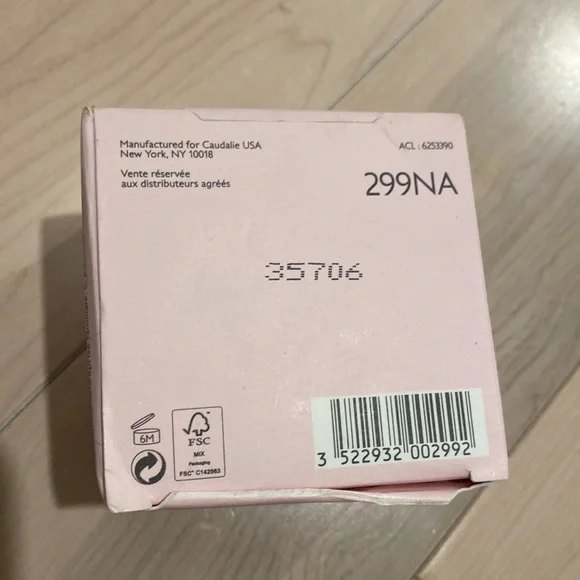 Manufactured for Caudalie USA
New York, NY 10018
Vente réservée
aux distributeurs agréés
ACL : 6253390
299NA
35706
6M
FSC
MIX
Packaging
FSC® C142863
3 522932 002992